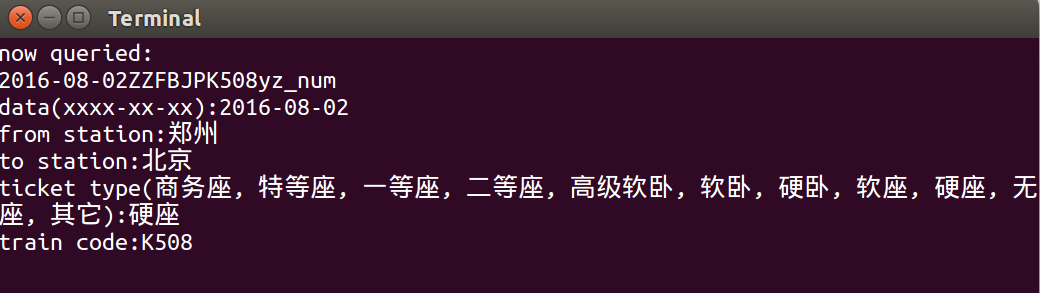 Terminal
now queried:
2016-08-02ZZFBJPK508yz_num
data(xxxx-xx-xx):2016-08-02
from station:郑州
to station:北京
ticket type(商务座，特等座，一等座，二等座，高级软卧，软卧，硬卧，软座，硬座，无
座，其它):硬座
train code:K508